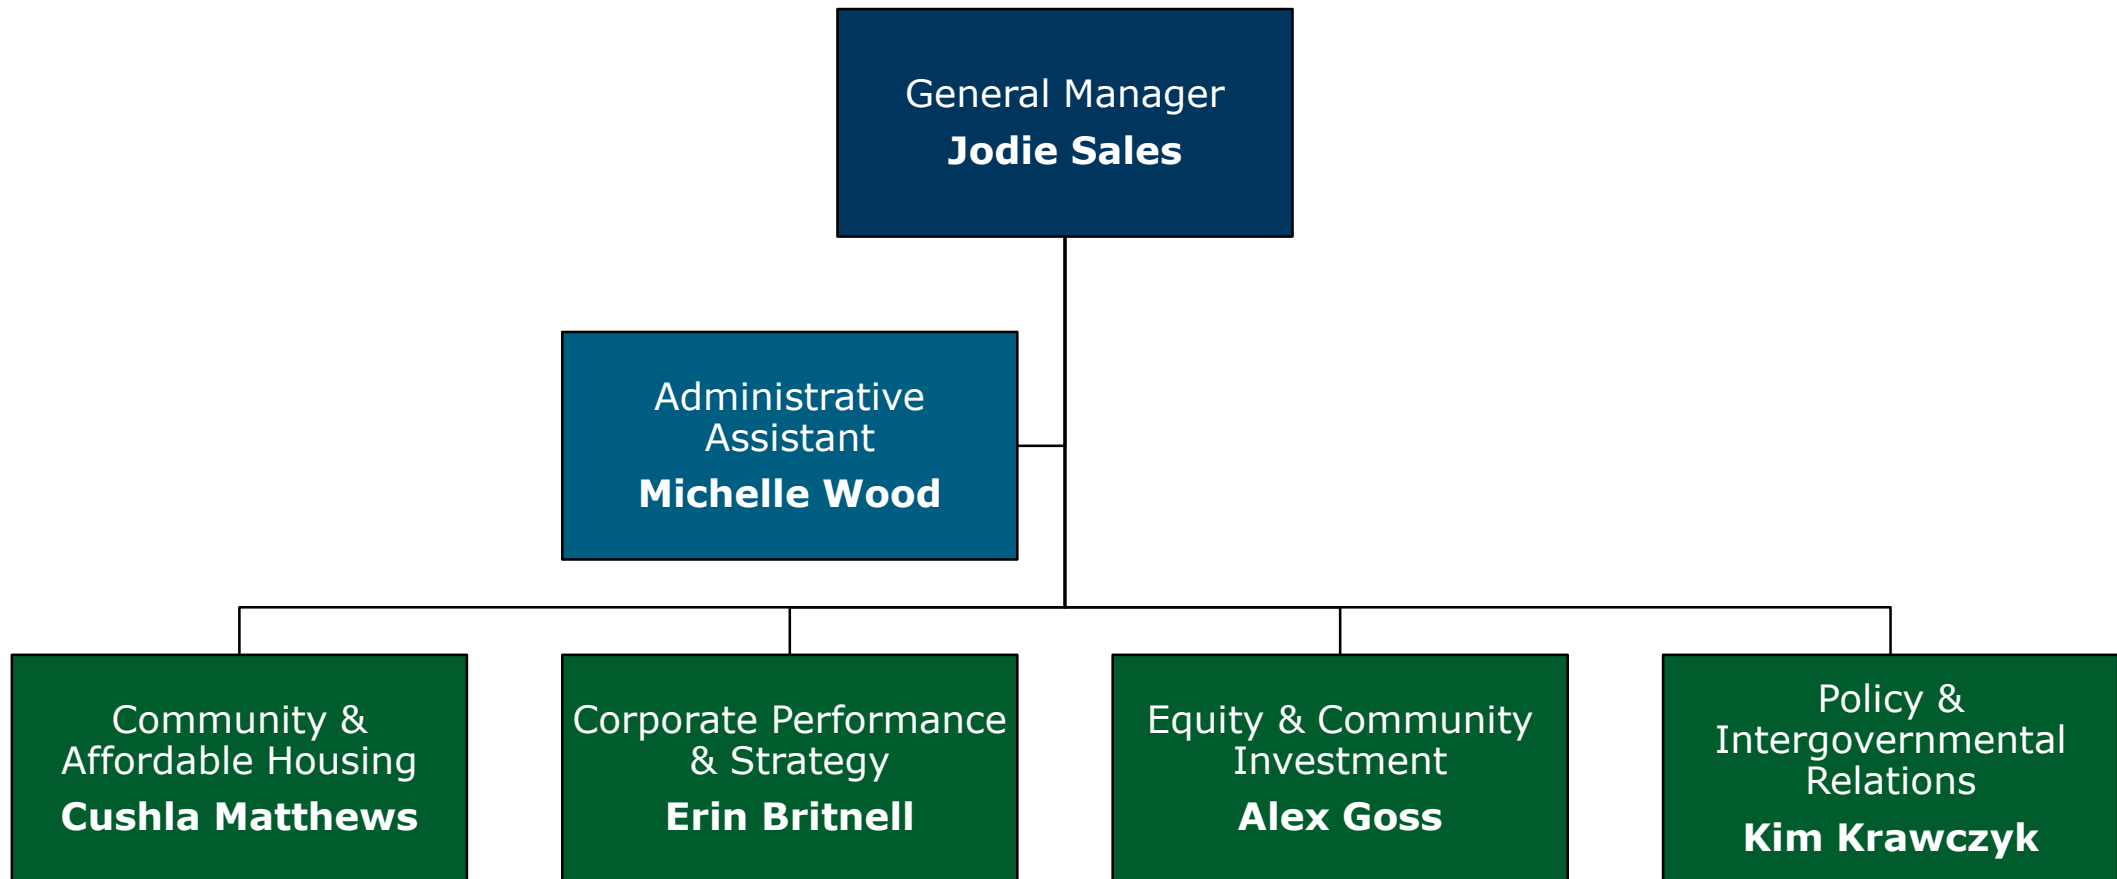 General Manager
Jodie Sales
Administrative
Assistant
Michelle Wood
Community &
Affordable Housing
Cushla Matthews
Corporate Performance
& Strategy
Erin Britnell
Equity & Community
Investment
Alex Goss
Policy &
Intergovernmental
Relations
Kim Krawczyk